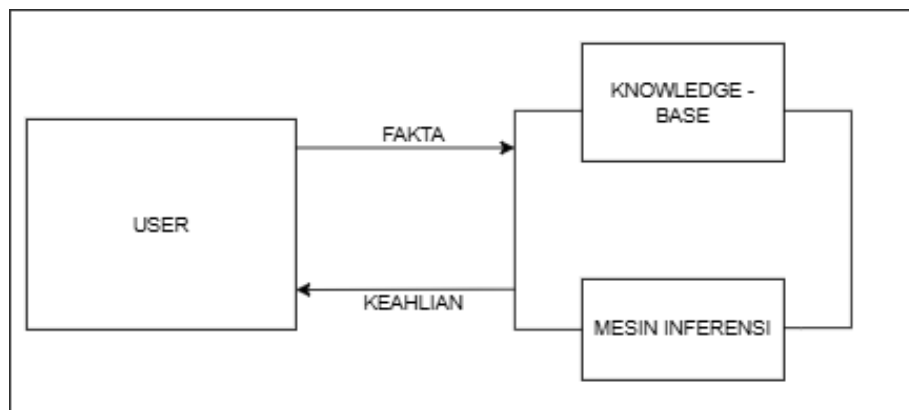 KNOWLEDGE -
BASE
FAKTA
USER
KEAHLIAN
MESIN INFERENSI